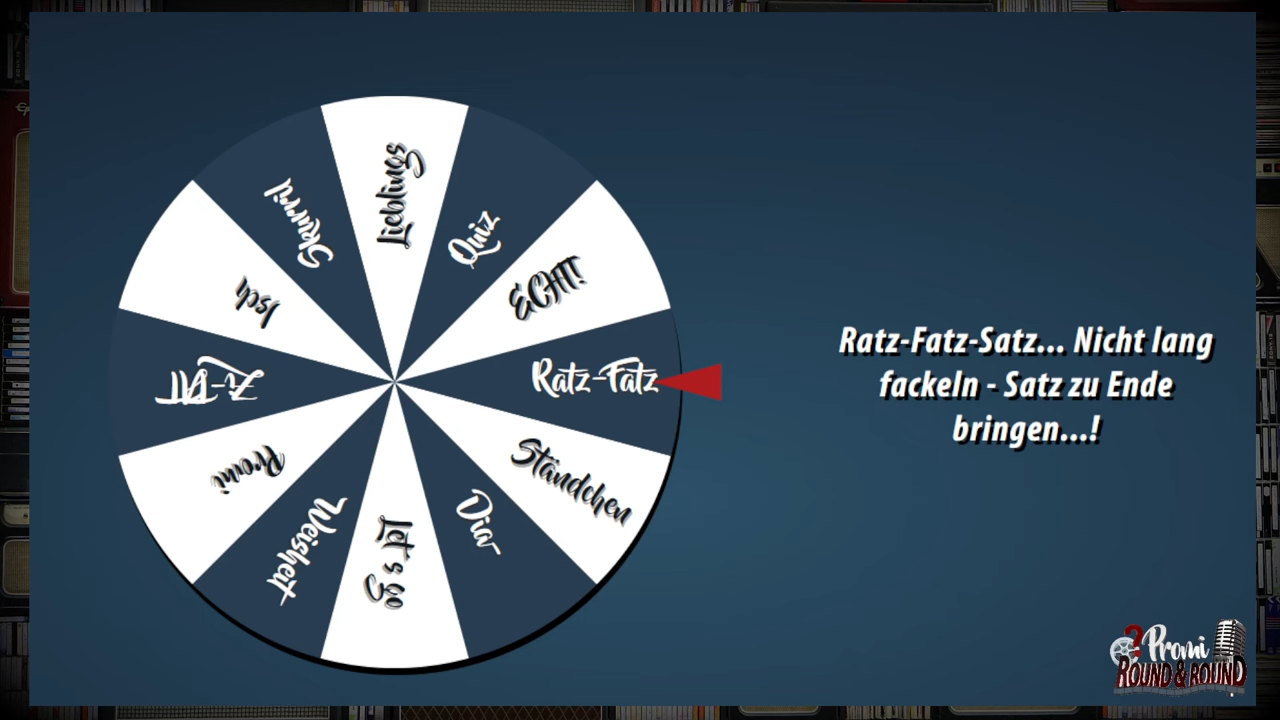 Lieblings
Quiz
ECHT!
Ratz-Fatz
Ständchen
Dia
Let's go
Weisheit
Promi
Isch
Skurril
Ratz-Fatz-Satz... Nicht lang
fackeln - Satz zu Ende
bringen...!
? Promi
ROUND & ROUND